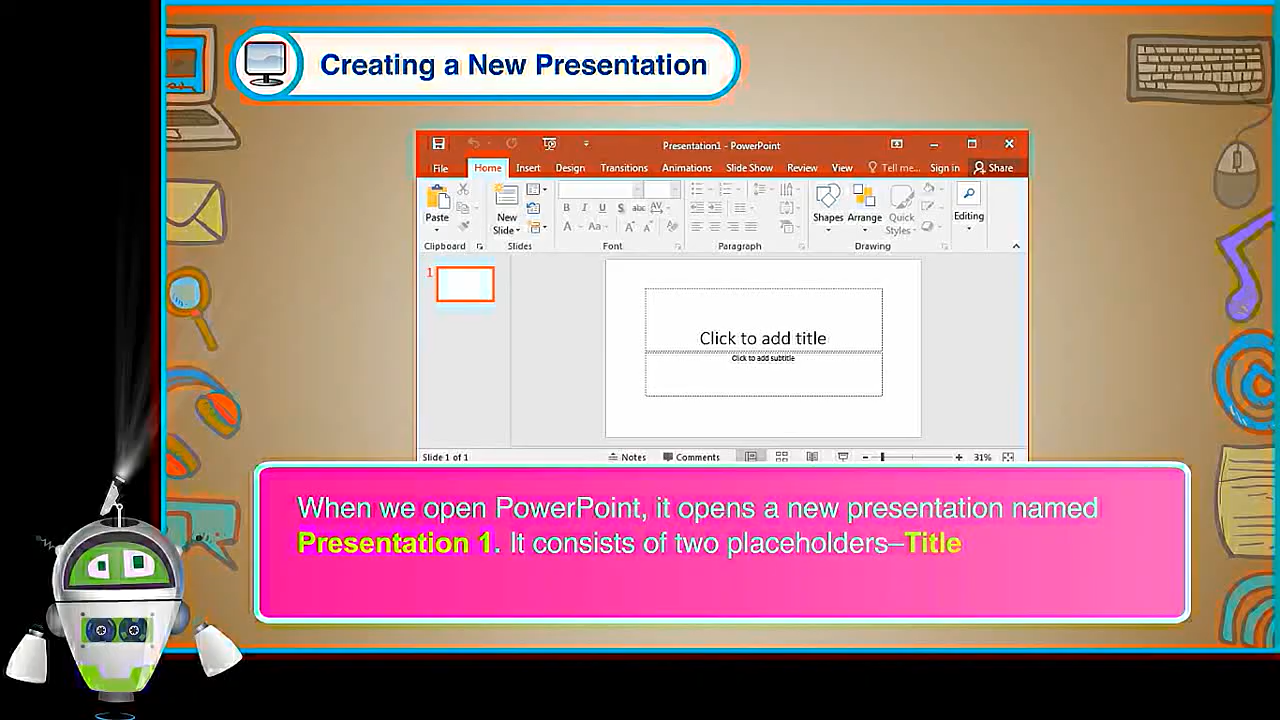 Creating a New Presentation
Presentation1 - PowerPoint
File Home Insert Design Transitions Animations Slide Show Review View Tell me... Sign in Share
Paste New Slide B I U S abc AV Aa A A A Shapes Arrange Quick Styles Editing
Clipboard Slides Font Paragraph Drawing
1
Click to add title
Click to add subtitle
Slide 1 of 1 Notes Comments 31%
When we open PowerPoint, it opens a new presentation named
Presentation 1. It consists of two placeholders–Title